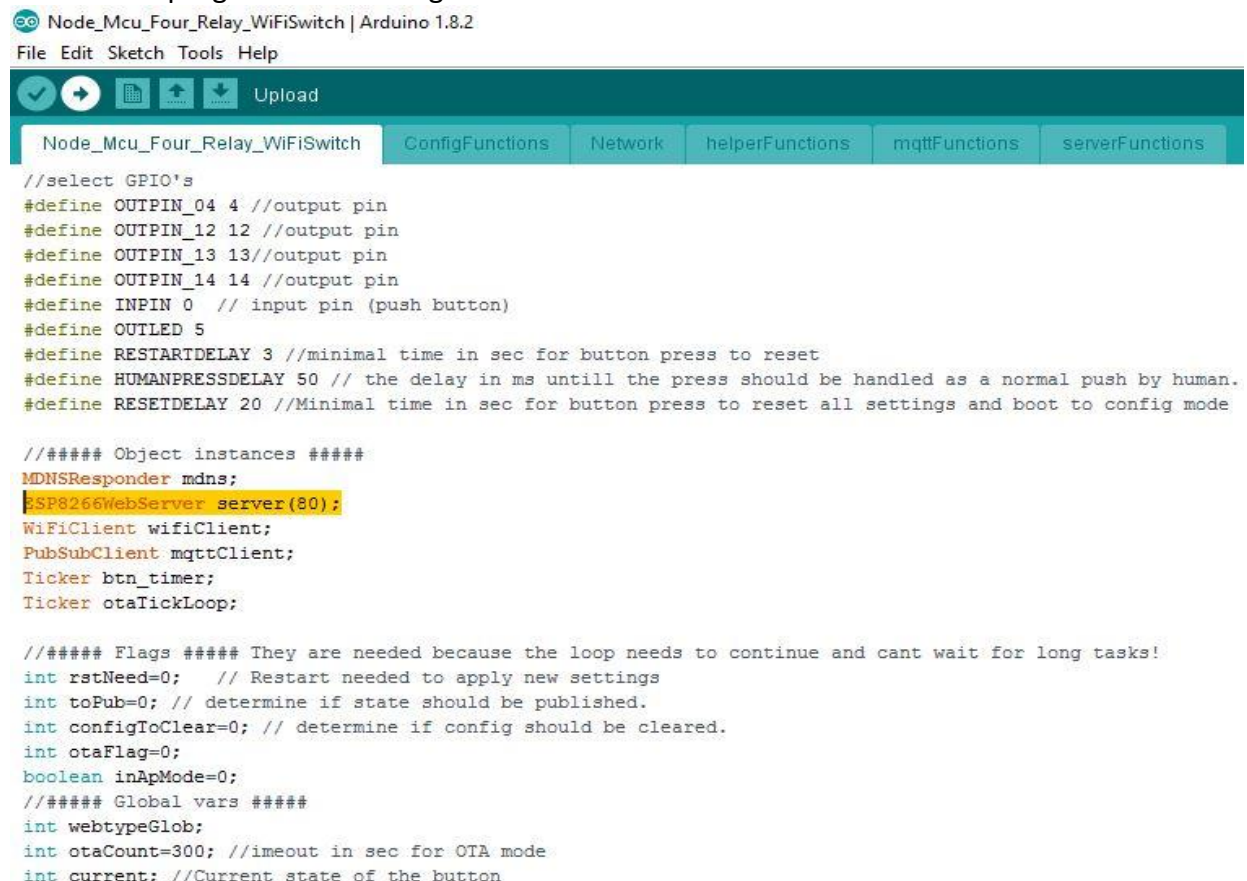 Node_Mcu_Four_Relay_WiFiSwitch | Arduino 1.8.2
File Edit Sketch Tools Help
Upload
Node_Mcu_Four_Relay_WiFiSwitch ConfigFunctions Network helperFunctions mqttFunctions serverFunctions
//select GPIO's
#define OUTPIN_04 4 //output pin
#define OUTPIN_12 12 //output pin
#define OUTPIN_13 13//output pin
#define OUTPIN_14 14 //output pin
#define INPIN 0  // input pin (push button)
#define OUTLED 5
#define RESTARTDELAY 3 //minimal time in sec for button press to reset
#define HUMANPRESSDELAY 50 // the delay in ms untill the press should be handled as a normal push by human.
#define RESETDELAY 20 //Minimal time in sec for button press to reset all settings and boot to config mode
//##### Object instances #####
MDNSResponder mdns;
ESP8266WebServer server(80);
WiFiClient wifiClient;
PubSubClient mqttClient;
Ticker btn_timer;
Ticker otaTickLoop;
//##### Flags ##### They are needed because the loop needs to continue and cant wait for long tasks!
int rstNeed=0;   // Restart needed to apply new settings
int toPub=0; // determine if state should be published.
int configToClear=0; // determine if config should be cleared.
int otaFlag=0;
boolean inApMode=0;
//##### Global vars #####
int webtypeGlob;
int otaCount=300; //imeout in sec for OTA mode
int current; //Current state of the button